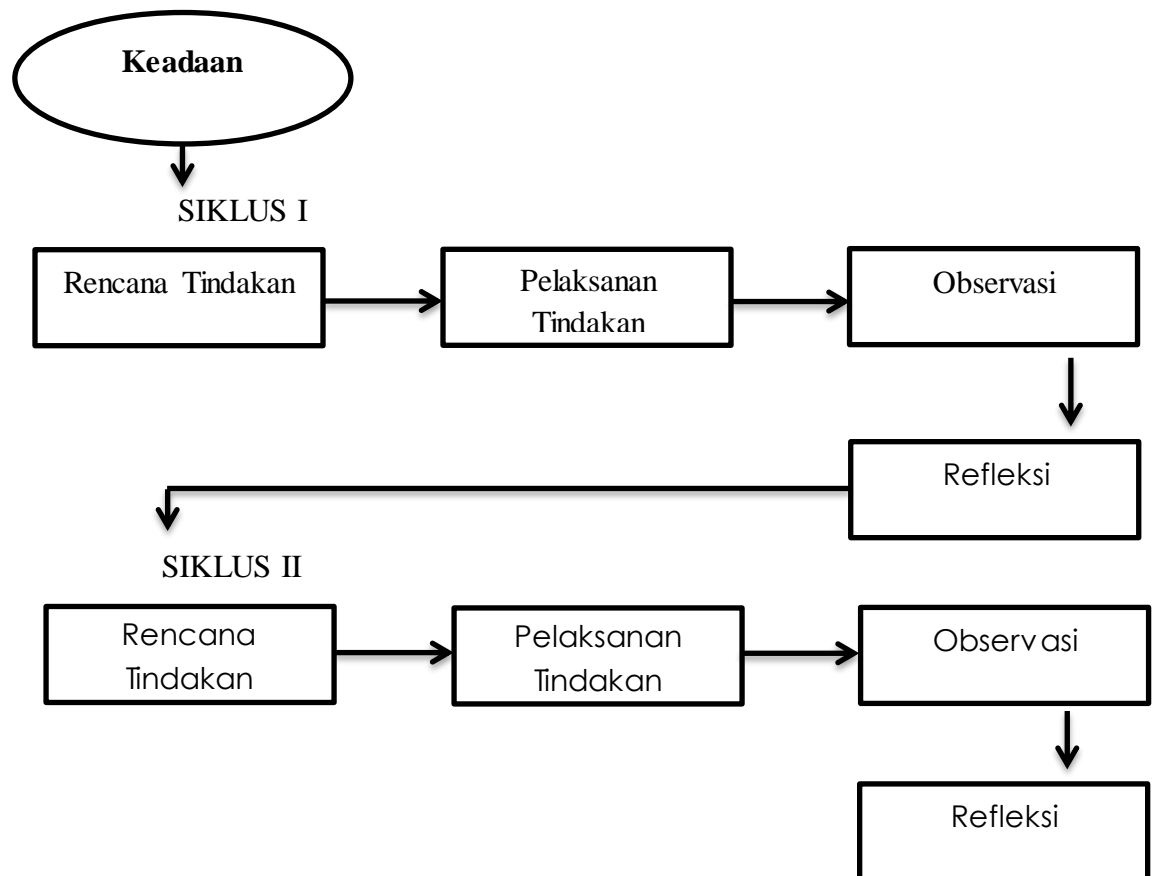 Keadaan
SIKLUS I
Rencana Tindakan
Pelaksanan
Tindakan
Observasi
Refleksi
SIKLUS II
Rencana
Tindakan
Pelaksanan
Tindakan
Observasi
Refleksi